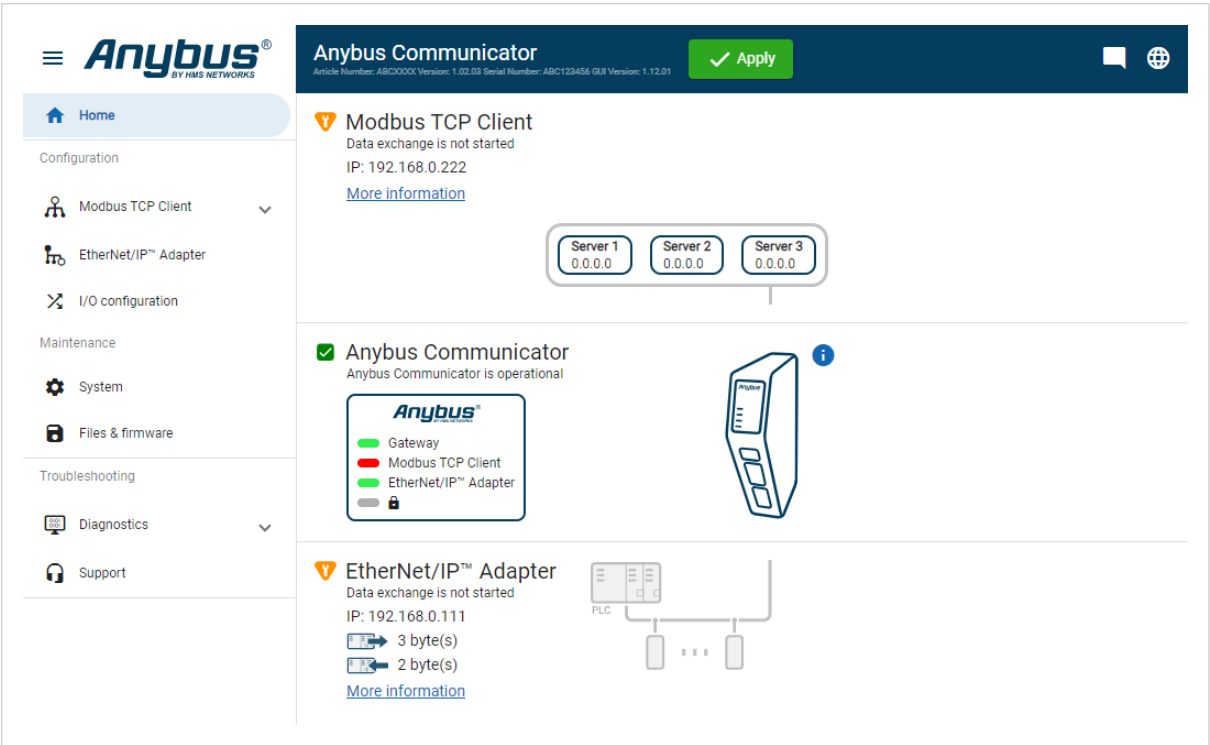 Anybus®
BY HMS NETWORKS
Anybus Communicator
Article Number: ABCXXXX Version: 1.02.03 Serial Number: ABC123456 GUI Version: 1.12.01
Apply
Home
Configuration
Modbus TCP Client
EtherNet/IP™ Adapter
I/O configuration
Maintenance
System
Files & firmware
Troubleshooting
Diagnostics
Support
Modbus TCP Client
Data exchange is not started
IP: 192.168.0.222
More information
Server 1
0.0.0.0
Server 2
0.0.0.0
Server 3
0.0.0.0
Anybus Communicator
Anybus Communicator is operational
Anybus®
BY HMS NETWORKS
Gateway
Modbus TCP Client
EtherNet/IP™ Adapter
Anybus
i
EtherNet/IP™ Adapter
Data exchange is not started
IP: 192.168.0.111
3 byte(s)
2 byte(s)
More information
PLC